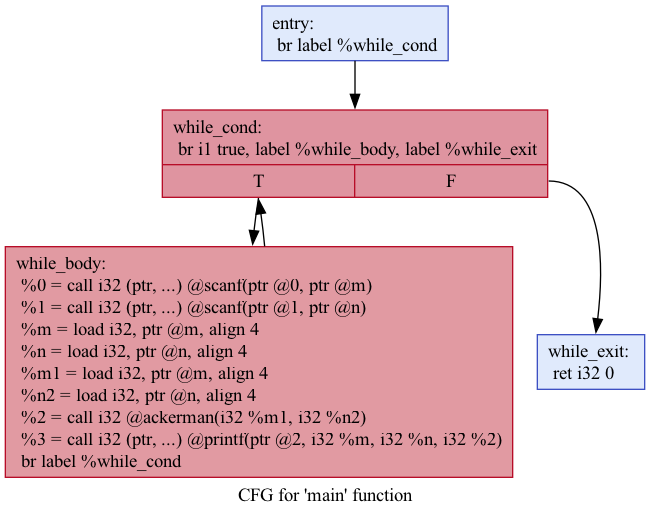 entry:
br label %while_cond
while_cond:
br i1 true, label %while_body, label %while_exit
T
F
while_body:
%0 = call i32 (ptr, ...) @scanf(ptr @0, ptr @m)
%1 = call i32 (ptr, ...) @scanf(ptr @1, ptr @n)
%m = load i32, ptr @m, align 4
%n = load i32, ptr @n, align 4
%m1 = load i32, ptr @m, align 4
%n2 = load i32, ptr @n, align 4
%2 = call i32 @ackerman(i32 %m1, i32 %n2)
%3 = call i32 (ptr, ...) @printf(ptr @2, i32 %m, i32 %n, i32 %2)
br label %while_cond
while_exit:
ret i32 0
CFG for 'main' function